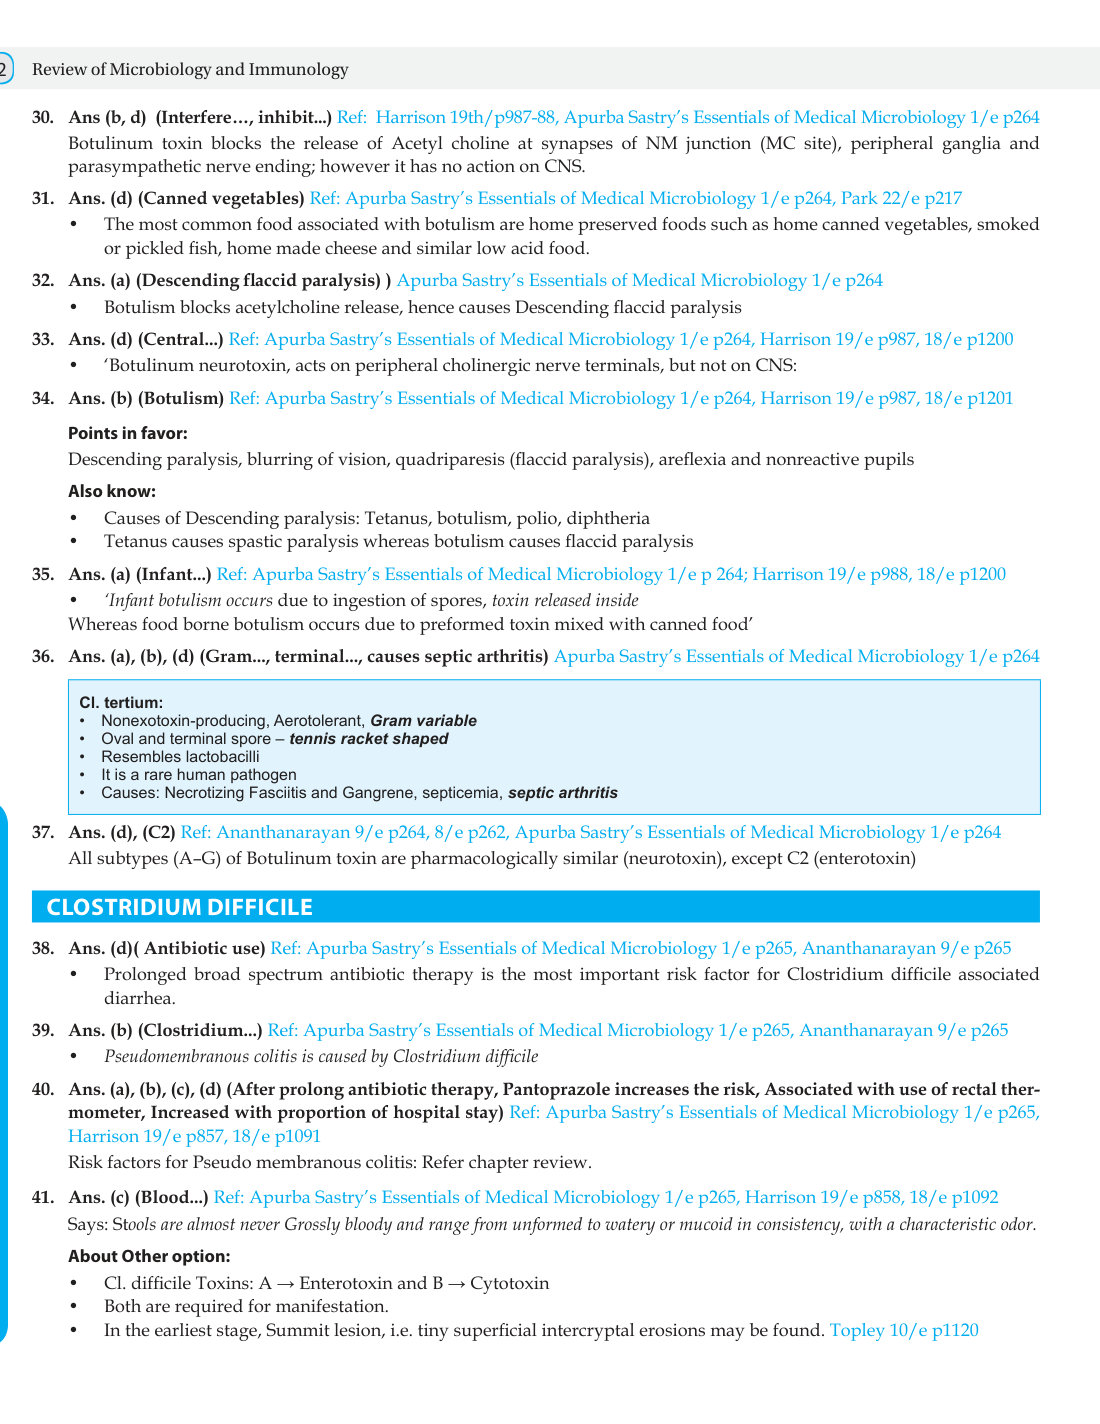 2 Review of Microbiology and Immunology
30. Ans (b, d) (Interfere…, inhibit...) Ref: Harrison 19th/p987-88, Apurba Sastry's Essentials of Medical Microbiology 1/e p264
Botulinum toxin blocks the release of Acetyl choline at synapses of NM junction (MC site), peripheral ganglia and
parasympathetic nerve ending; however it has no action on CNS.
31. Ans. (d) (Canned vegetables) Ref: Apurba Sastry's Essentials of Medical Microbiology 1/e p264, Park 22/e p217
• The most common food associated with botulism are home preserved foods such as home canned vegetables, smoked
or pickled fish, home made cheese and similar low acid food.
32. Ans. (a) (Descending flaccid paralysis) ) Apurba Sastry's Essentials of Medical Microbiology 1/e p264
• Botulism blocks acetylcholine release, hence causes Descending flaccid paralysis
33. Ans. (d) (Central...) Ref: Apurba Sastry's Essentials of Medical Microbiology 1/e p264, Harrison 19/e p987, 18/e p1200
• 'Botulinum neurotoxin, acts on peripheral cholinergic nerve terminals, but not on CNS:
34. Ans. (b) (Botulism) Ref: Apurba Sastry's Essentials of Medical Microbiology 1/e p264, Harrison 19/e p987, 18/e p1201
Points in favor:
Descending paralysis, blurring of vision, quadriparesis (flaccid paralysis), areflexia and nonreactive pupils
Also know:
• Causes of Descending paralysis: Tetanus, botulism, polio, diphtheria
• Tetanus causes spastic paralysis whereas botulism causes flaccid paralysis
35. Ans. (a) (Infant...) Ref: Apurba Sastry's Essentials of Medical Microbiology 1/e p 264; Harrison 19/e p988, 18/e p1200
• 'Infant botulism occurs due to ingestion of spores, toxin released inside
Whereas food borne botulism occurs due to preformed toxin mixed with canned food'
36. Ans. (a), (b), (d) (Gram..., terminal..., causes septic arthritis) Apurba Sastry's Essentials of Medical Microbiology 1/e p264
Cl. tertium:
• Nonexotoxin-producing, Aerotolerant, Gram variable
• Oval and terminal spore – tennis racket shaped
• Resembles lactobacilli
• It is a rare human pathogen
• Causes: Necrotizing Fasciitis and Gangrene, septicemia, septic arthritis
37. Ans. (d), (C2) Ref: Ananthanarayan 9/e p264, 8/e p262, Apurba Sastry's Essentials of Medical Microbiology 1/e p264
All subtypes (A–G) of Botulinum toxin are pharmacologically similar (neurotoxin), except C2 (enterotoxin)
CLOSTRIDIUM DIFFICILE
38. Ans. (d)( Antibiotic use) Ref: Apurba Sastry's Essentials of Medical Microbiology 1/e p265, Ananthanarayan 9/e p265
• Prolonged broad spectrum antibiotic therapy is the most important risk factor for Clostridium difficile associated
diarrhea.
39. Ans. (b) (Clostridium...) Ref: Apurba Sastry's Essentials of Medical Microbiology 1/e p265, Ananthanarayan 9/e p265
• Pseudomembranous colitis is caused by Clostridium difficile
40. Ans. (a), (b), (c), (d) (After prolong antibiotic therapy, Pantoprazole increases the risk, Associated with use of rectal ther-
mometer, Increased with proportion of hospital stay) Ref: Apurba Sastry's Essentials of Medical Microbiology 1/e p265,
Harrison 19/e p857, 18/e p1091
Risk factors for Pseudo membranous colitis: Refer chapter review.
41. Ans. (c) (Blood...) Ref: Apurba Sastry's Essentials of Medical Microbiology 1/e p265, Harrison 19/e p858, 18/e p1092
Says: Stools are almost never Grossly bloody and range from unformed to watery or mucoid in consistency, with a characteristic odor.
About Other option:
• Cl. difficile Toxins: A → Enterotoxin and B → Cytotoxin
• Both are required for manifestation.
• In the earliest stage, Summit lesion, i.e. tiny superficial intercryptal erosions may be found. Topley 10/e p1120